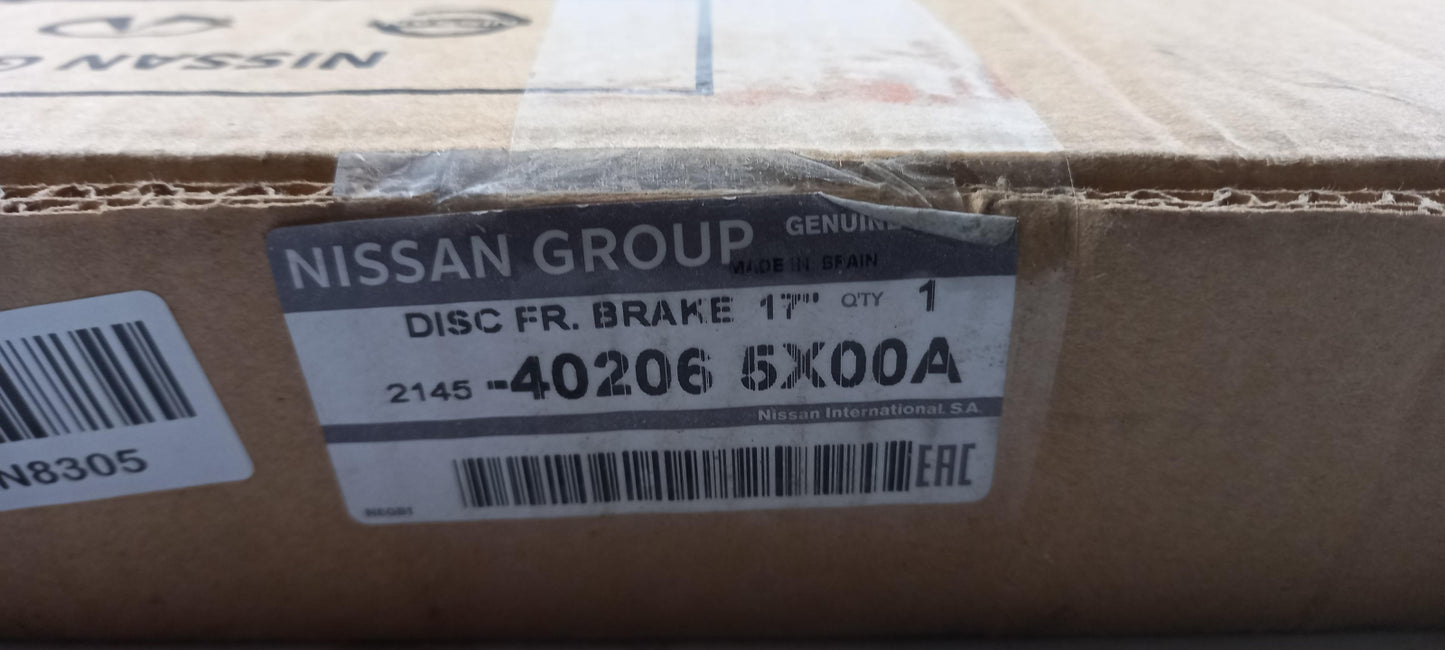 NISSAN G
NISSAN GROUP
GENUINE
MADE IN SPAIN
DISC FR. BRAKE 17" Q'TY 1
2145 -40206 5X00A
Nissan International S.A.
EAC
N8305